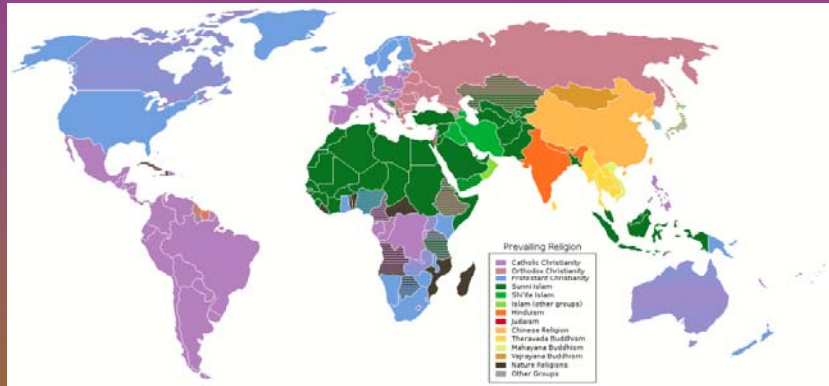 Prevailing Religion
Catholic Christianity
Orthodox Christianity
Protestant Christianity
Sunni Islam
Shi'ite Islam
Islam (other groups)
Hinduism
Judaism
Chinese Religion
Theravada Buddhism
Mahayana Buddhism
Vajrayana Buddhism
Nature Religions
Other Groups